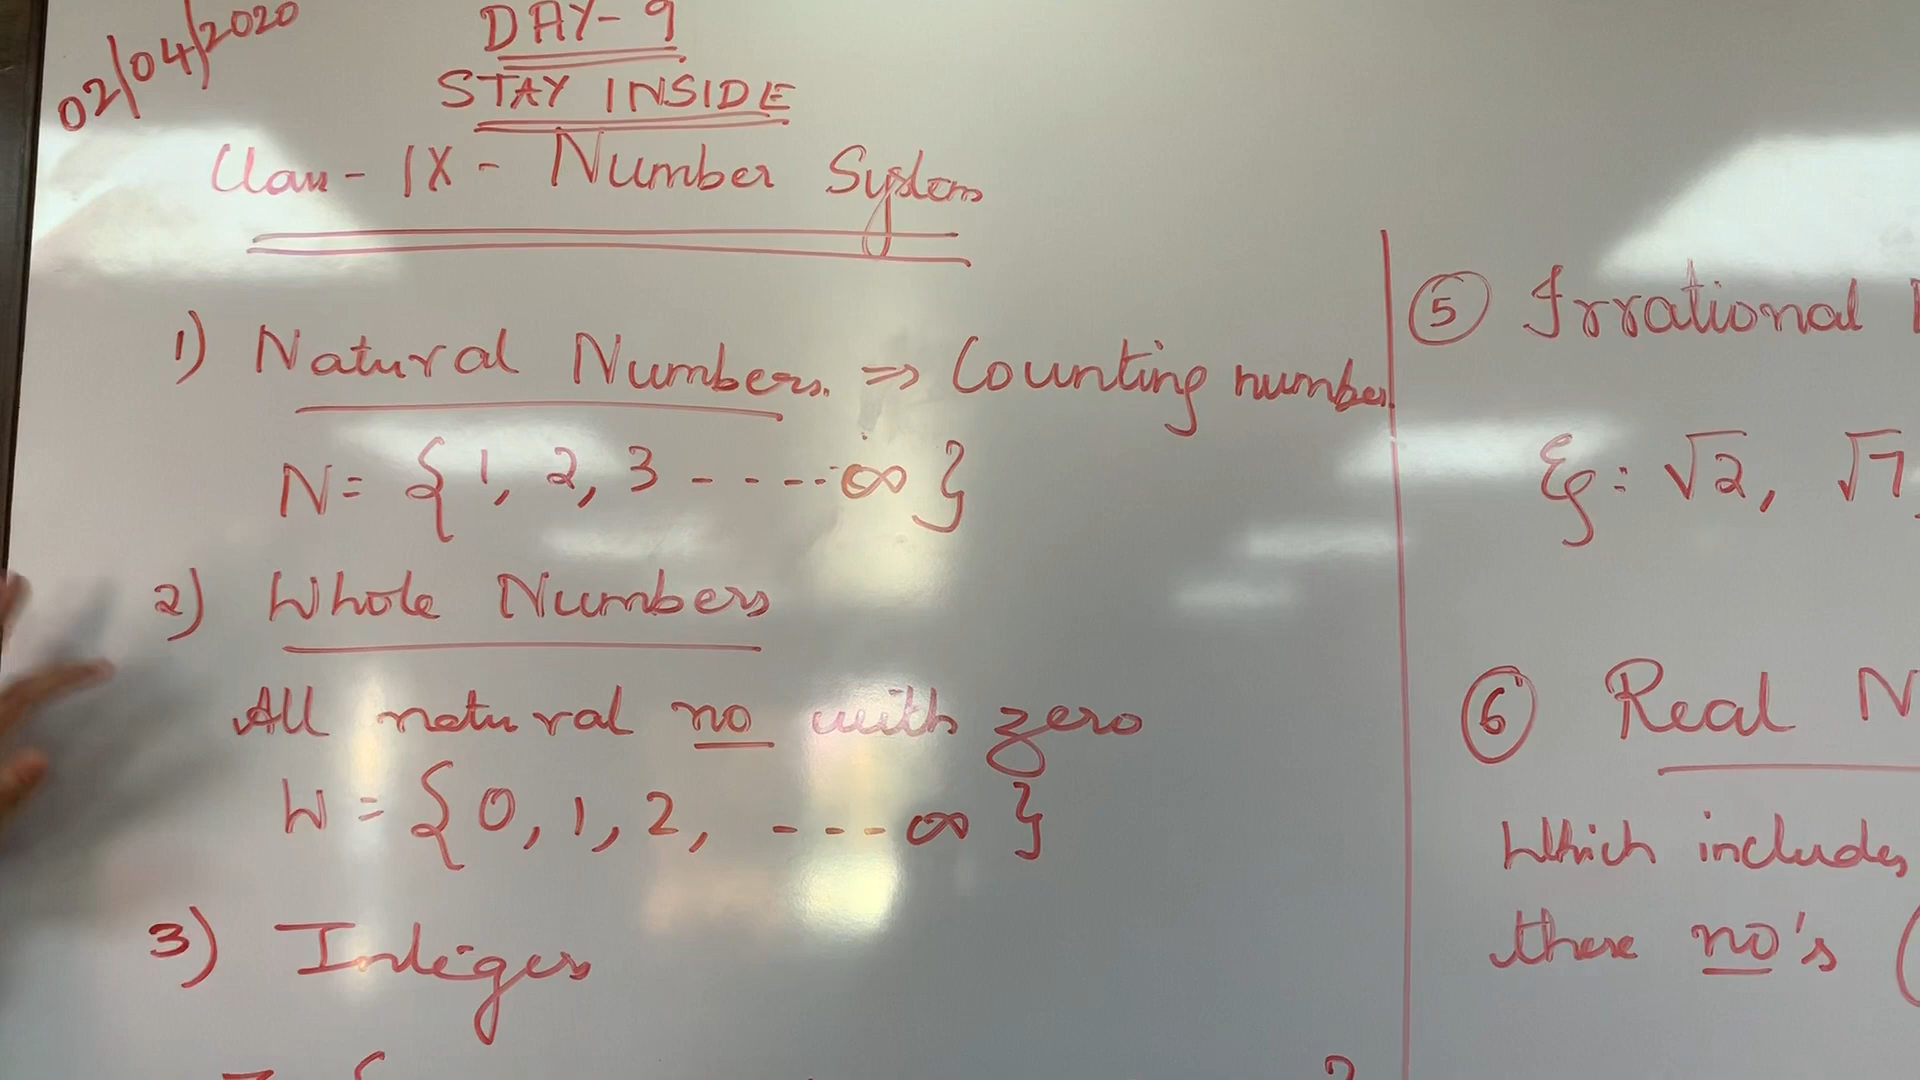 02/04/2020
DAY-9
STAY INSIDE
Class - IX - Number System
1) Natural Numbers. => Counting number
N = { 1, 2, 3 - - - - - ∞ }
2) Whole Numbers
All natural no with zero
W = { 0, 1, 2, - - - - ∞ }
3) Integers
⑤ Irrational
Eg: √2, √7,
⑥ Real N
Which includes
these no's (